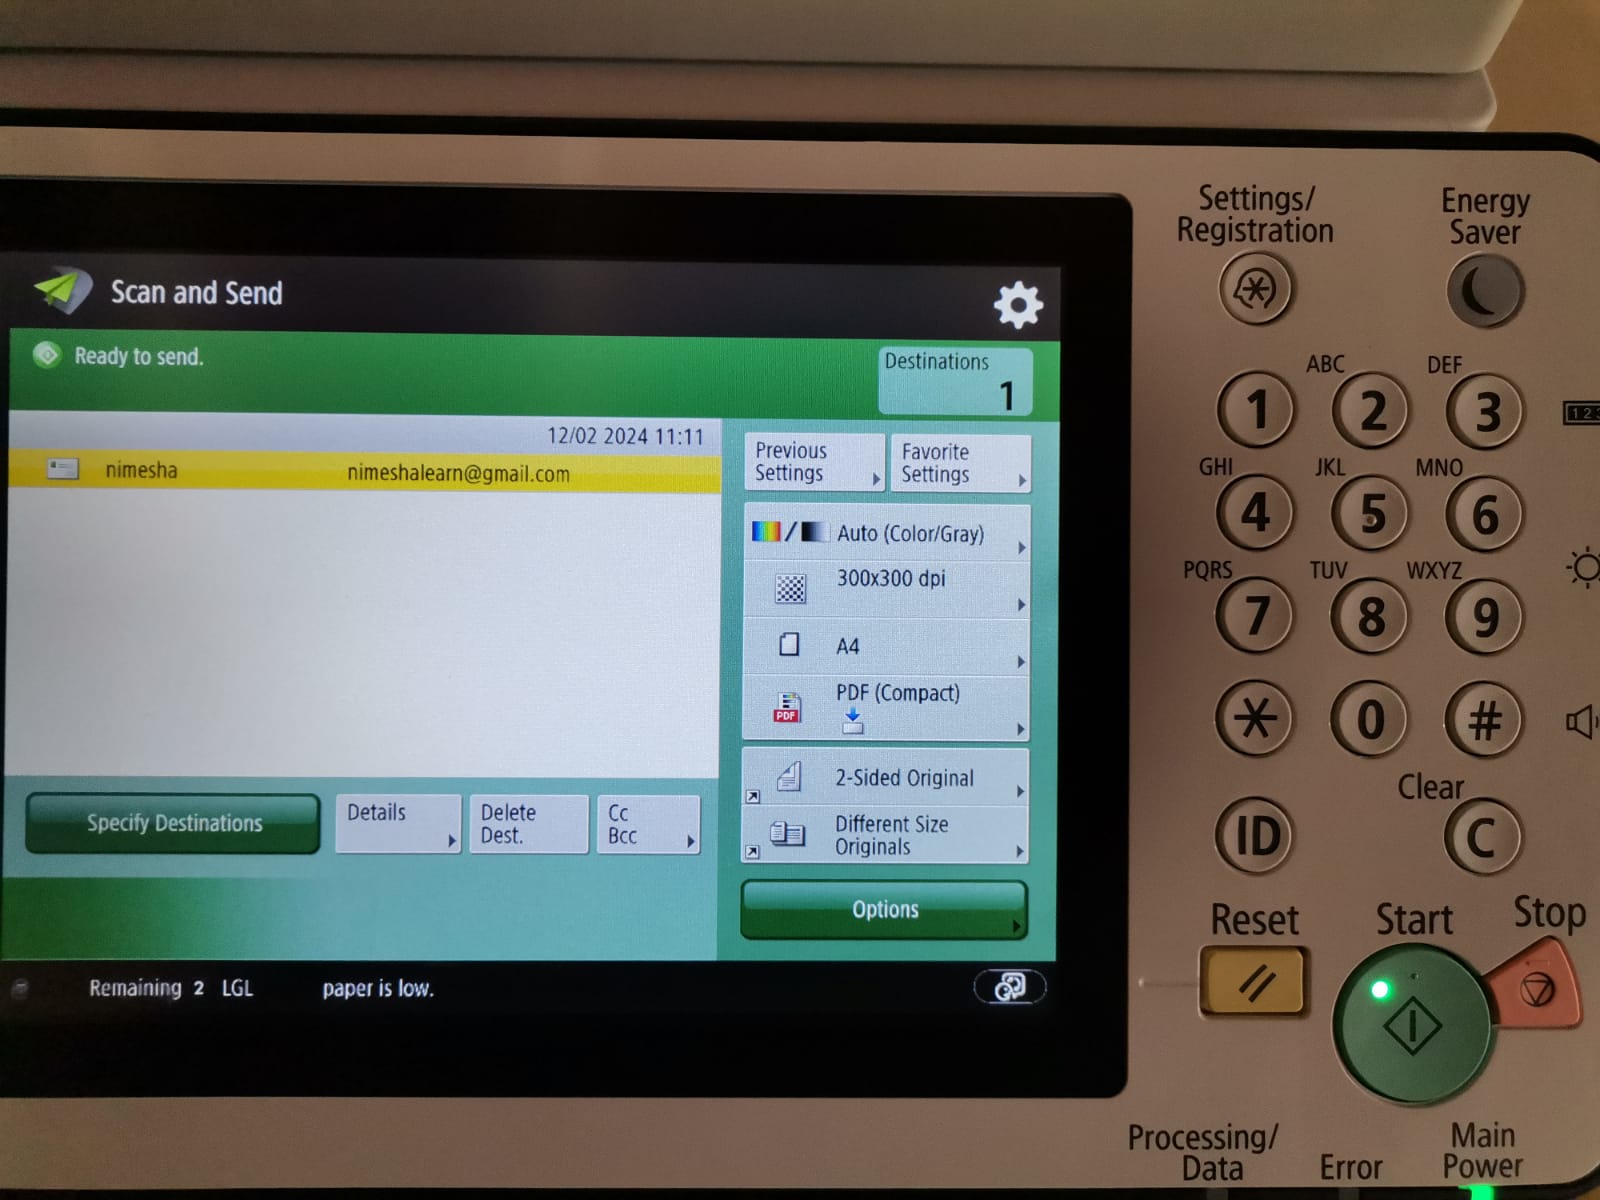 Settings/
Registration
Energy
Saver
Scan and Send
Ready to send.
Destinations
1
12/02 2024 11:11
nimesha nimeshalearn@gmail.com
Previous
Settings
Favorite
Settings
Auto (Color/Gray)
300x300 dpi
A4
PDF (Compact)
PDF
2-Sided Original
Different Size
Originals
Specify Destinations
Details
Delete
Dest.
Cc
Bcc
Options
Remaining 2 LGL paper is low.
ABC DEF
1 2 3
GHI JKL MNO
4 5 6
PQRS TUV WXYZ
7 8 9
* 0 #
Clear
ID C
Reset Start Stop
Processing/
Data
Error
Main
Power
123